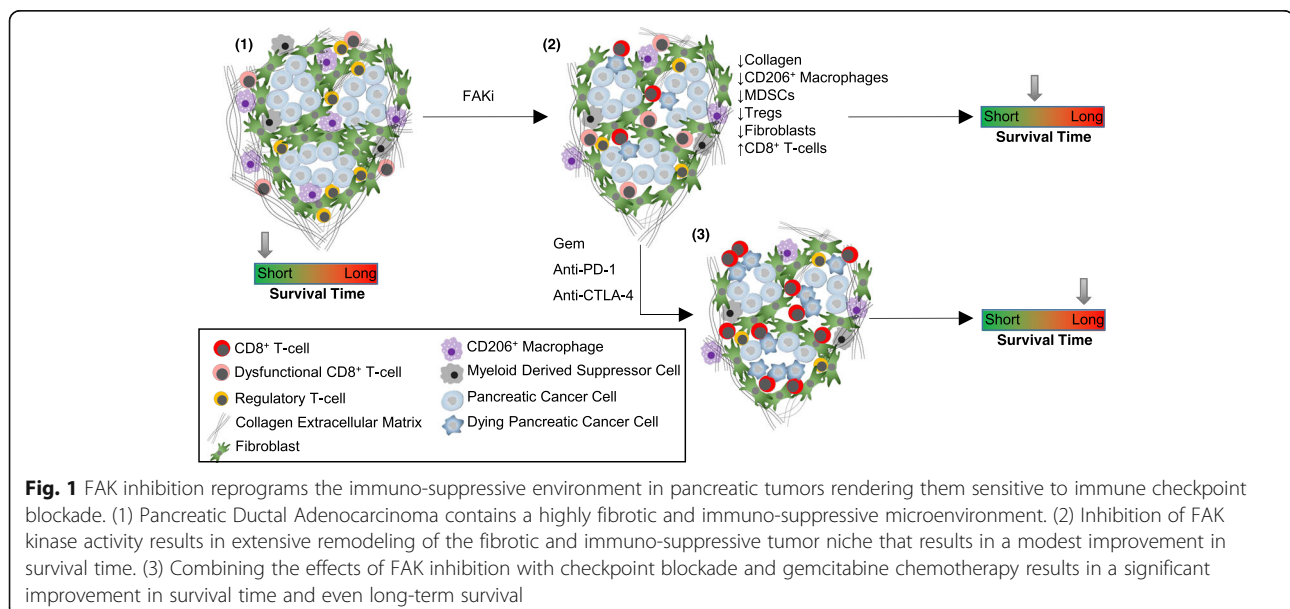 (1)
(2)
FAKi
↓Collagen
↓CD206⁺ Macrophages
↓MDSCs
↓Tregs
↓Fibroblasts
↑CD8⁺ T-cells
Short Long
Survival Time
Short Long
Survival Time
Gem
Anti-PD-1
Anti-CTLA-4
(3)
Short Long
Survival Time
CD8⁺ T-cell
Dysfunctional CD8⁺ T-cell
Regulatory T-cell
Collagen Extracellular Matrix
Fibroblast
CD206⁺ Macrophage
Myeloid Derived Suppressor Cell
Pancreatic Cancer Cell
Dying Pancreatic Cancer Cell
Fig. 1 FAK inhibition reprograms the immuno-suppressive environment in pancreatic tumors rendering them sensitive to immune checkpoint
blockade. (1) Pancreatic Ductal Adenocarcinoma contains a highly fibrotic and immuno-suppressive microenvironment. (2) Inhibition of FAK
kinase activity results in extensive remodeling of the fibrotic and immuno-suppressive tumor niche that results in a modest improvement in
survival time. (3) Combining the effects of FAK inhibition with checkpoint blockade and gemcitabine chemotherapy results in a significant
improvement in survival time and even long-term survival